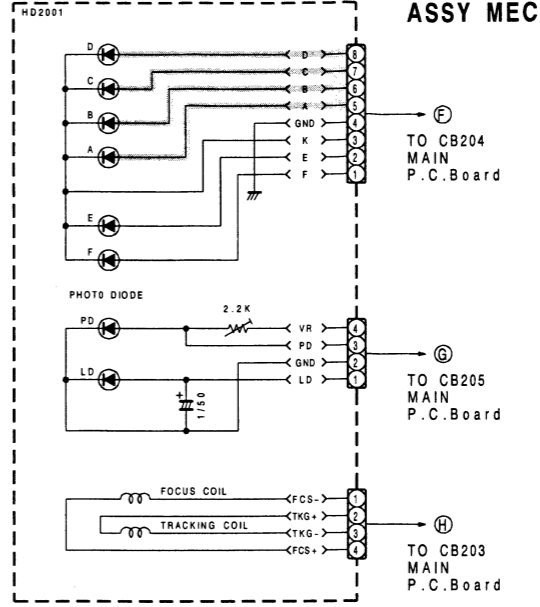 HD2001
ASSY MEC
D
D
8
C
C
7
B
B
6
A
A
5
GND
4
K
3
E
E
2
F
F
1
F
TO CB204
MAIN
P.C.Board
PHOTO DIODE
2.2K
PD
VR
4
PD
3
GND
2
LD
LD
1
1/50
G
TO CB205
MAIN
P.C.Board
FOCUS COIL
FCS-
1
TKG+
2
TRACKING COIL
TKG-
3
FCS+
4
H
TO CB203
MAIN
P.C.Board